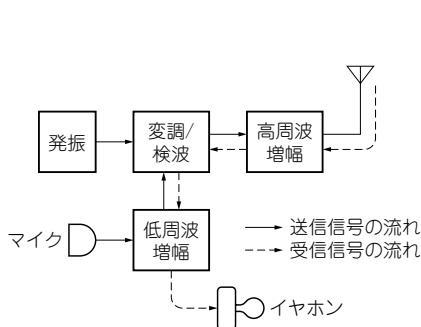 発振
変調/
検波
高周波
増幅
マイク
低周波
増幅
送信信号の流れ
受信信号の流れ
イヤホン